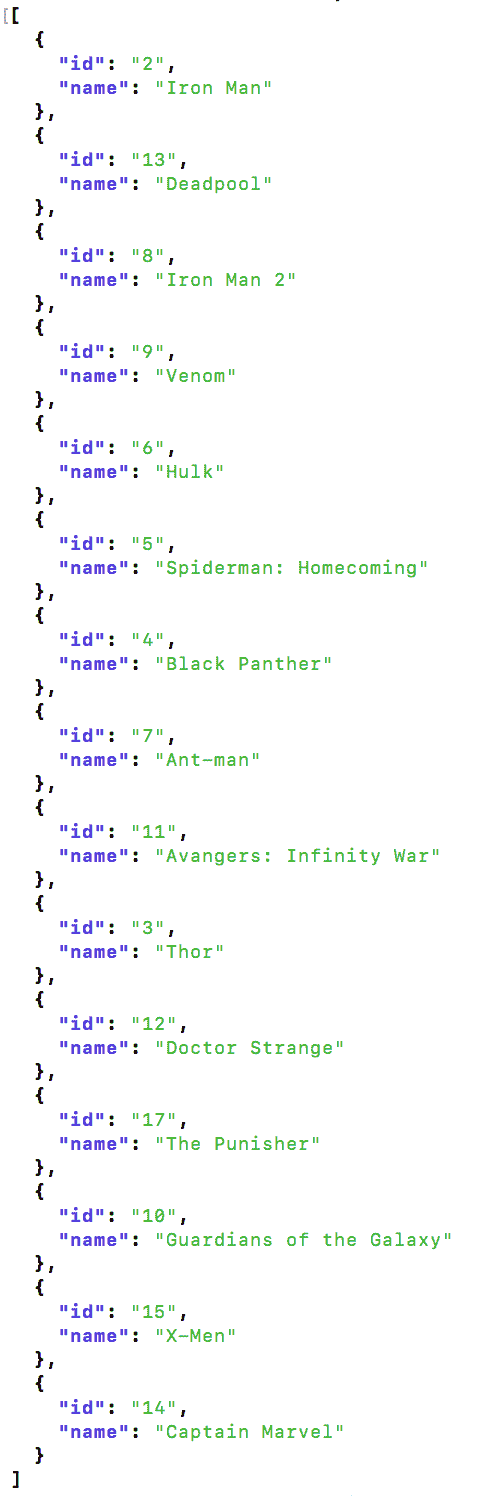 [[
{
"id": "2",
"name": "Iron Man"
},
{
"id": "13",
"name": "Deadpool"
},
{
"id": "8",
"name": "Iron Man 2"
},
{
"id": "9",
"name": "Venom"
},
{
"id": "6",
"name": "Hulk"
},
{
"id": "5",
"name": "Spiderman: Homecoming"
},
{
"id": "4",
"name": "Black Panther"
},
{
"id": "7",
"name": "Ant-man"
},
{
"id": "11",
"name": "Avangers: Infinity War"
},
{
"id": "3",
"name": "Thor"
},
{
"id": "12",
"name": "Doctor Strange"
},
{
"id": "17",
"name": "The Punisher"
},
{
"id": "10",
"name": "Guardians of the Galaxy"
},
{
"id": "15",
"name": "X-Men"
},
{
"id": "14",
"name": "Captain Marvel"
}
]